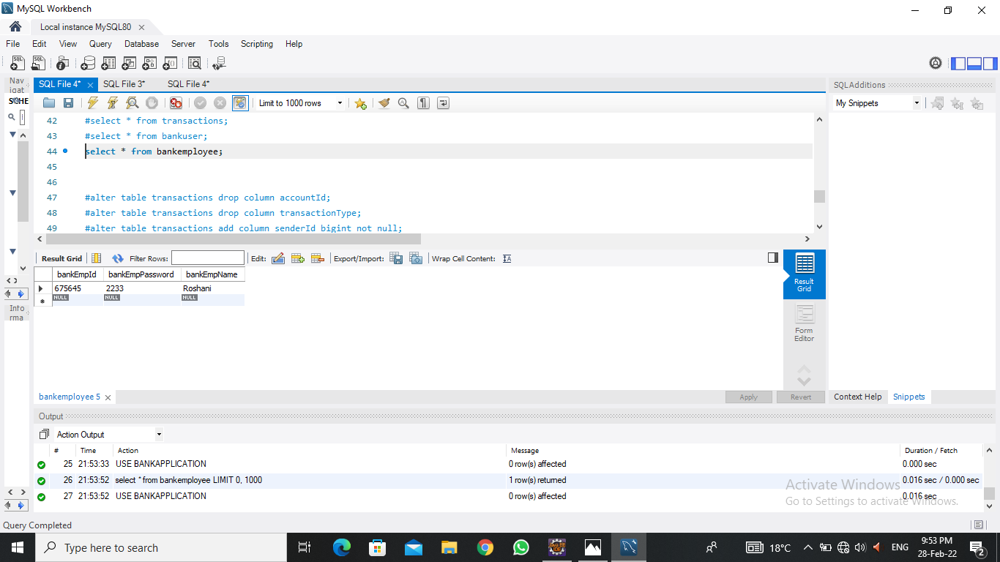 MySQL Workbench
Local instance MySQL80
File Edit View Query Database Server Tools Scripting Help
Nav
igat
SCHE
SQL File 4* SQL File 3* SQL File 4*
SQLAdditions
Limit to 1000 rows
My Snippets
42 #select * from transactions;
43 #select * from bankuser;
44 select * from bankemployee;
45
46
47 #alter table transactions drop column accountId;
48 #alter table transactions drop column transactionType;
49 #alter table transactions add column senderId bigint not null;
Result Grid Filter Rows: Edit: Export/Import: Wrap Cell Content:
bankEmpId bankEmpPassword bankEmpName
675645 2233 Roshani
NULL NULL NULL
Result
Grid
Form
Editor
Info
rma
bankemployee 5
Apply Revert
Context Help Snippets
Output
Action Output
# Time Action Message Duration / Fetch
25 21:53:33 USE BANKAPPLICATION 0 row(s) affected 0.000 sec
26 21:53:52 select * from bankemployee LIMIT 0, 1000 1 row(s) returned 0.016 sec / 0.000 sec
27 21:53:52 USE BANKAPPLICATION 0 row(s) affected 0.016 sec
Activate Windows
Go to Settings to activate Windows.
Query Completed
Type here to search
18°C
ENG
9:53 PM
28-Feb-22
2